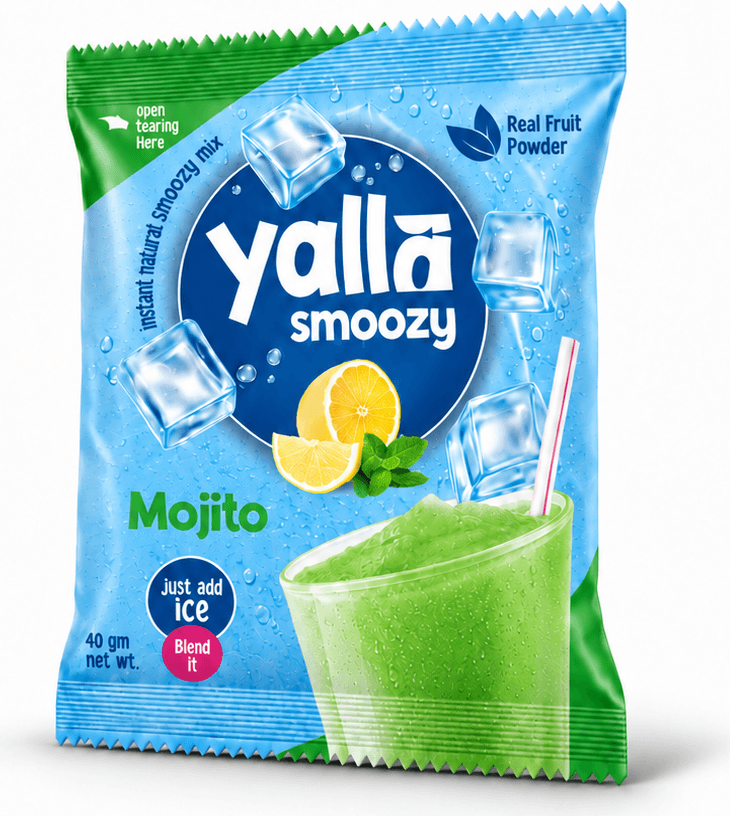 open
tearing
Here
Real Fruit
Powder
instant natural smoozy mix
yallā
smoozy
Mojito
just add
ice
Blend
it
40 gm
net wt.